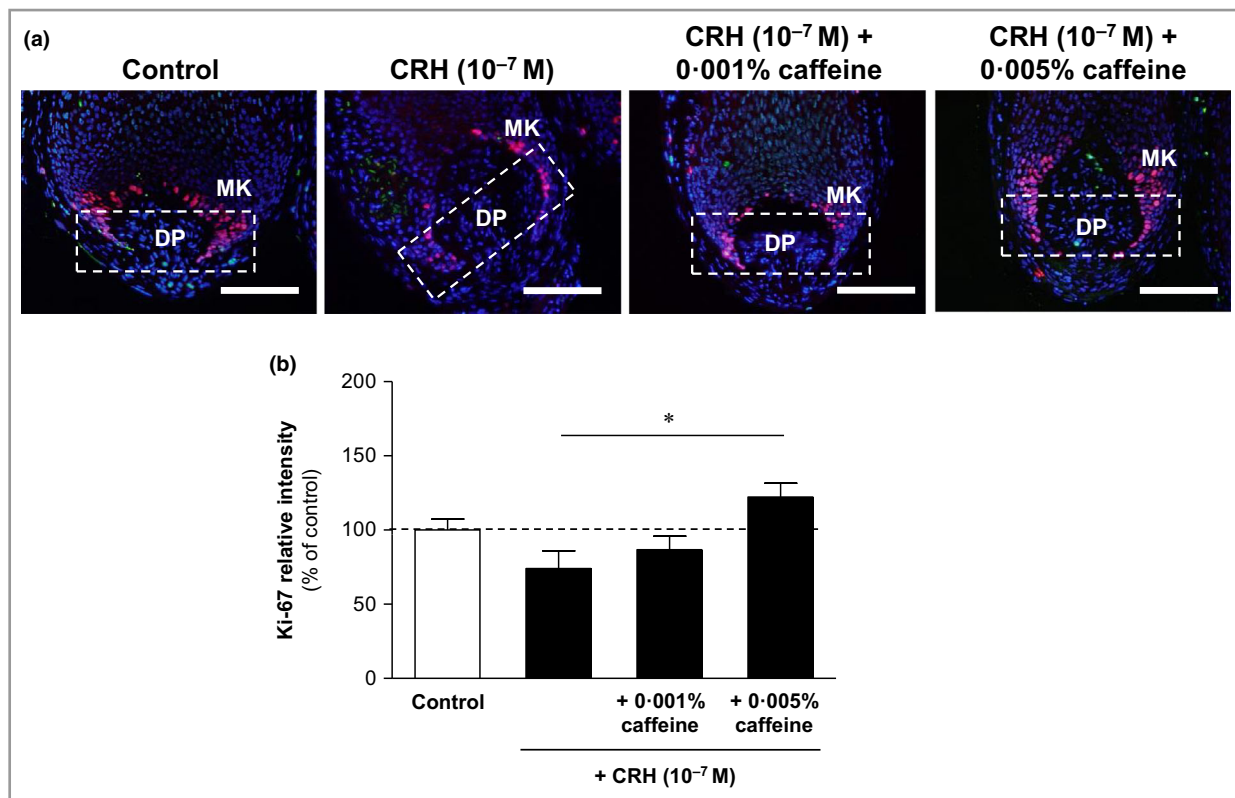 (a)
Control
CRH (10⁻⁷ M)
CRH (10⁻⁷ M) +
0·001% caffeine
CRH (10⁻⁷ M) +
0·005% caffeine
MK
DP
MK
DP
MK
DP
MK
DP
(b)
Ki-67 relative intensity
(% of control)
200
150
100
50
0
*
Control
+ 0·001%
caffeine
+ 0·005%
caffeine
+ CRH (10⁻⁷ M)